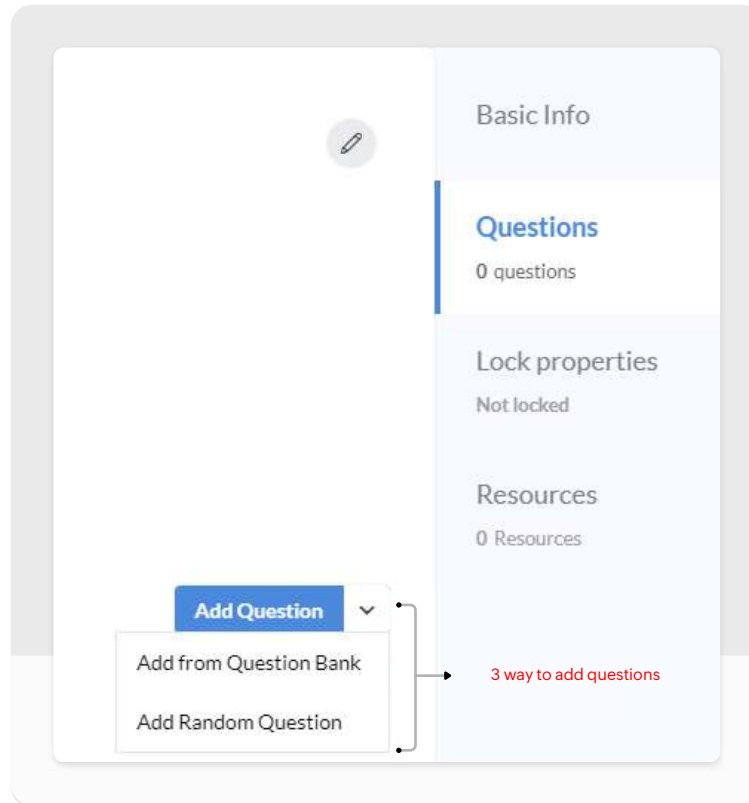 Basic Info
Questions
0 questions
Lock properties
Not locked
Resources
0 Resources
Add Question
Add from Question Bank
3 way to add questions
Add Random Question